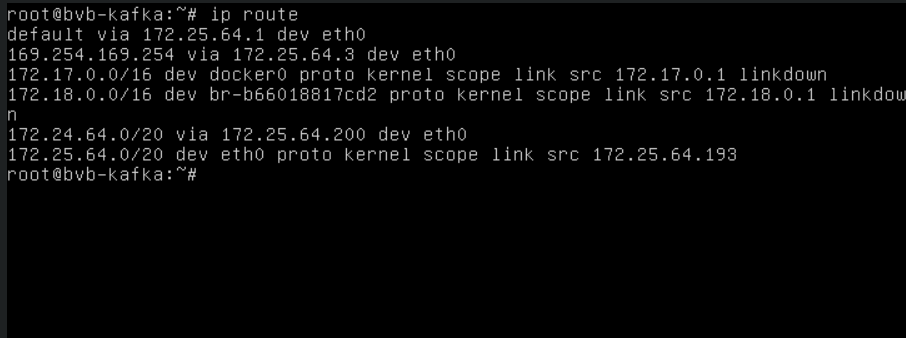 root@bvb-kafka:~# ip route
default via 172.25.64.1 dev eth0
169.254.169.254 via 172.25.64.3 dev eth0
172.17.0.0/16 dev docker0 proto kernel scope link src 172.17.0.1 linkdown
172.18.0.0/16 dev br-b66018817cd2 proto kernel scope link src 172.18.0.1 linkdow
n
172.24.64.0/20 via 172.25.64.200 dev eth0
172.25.64.0/20 dev eth0 proto kernel scope link src 172.25.64.193
root@bvb-kafka:~#